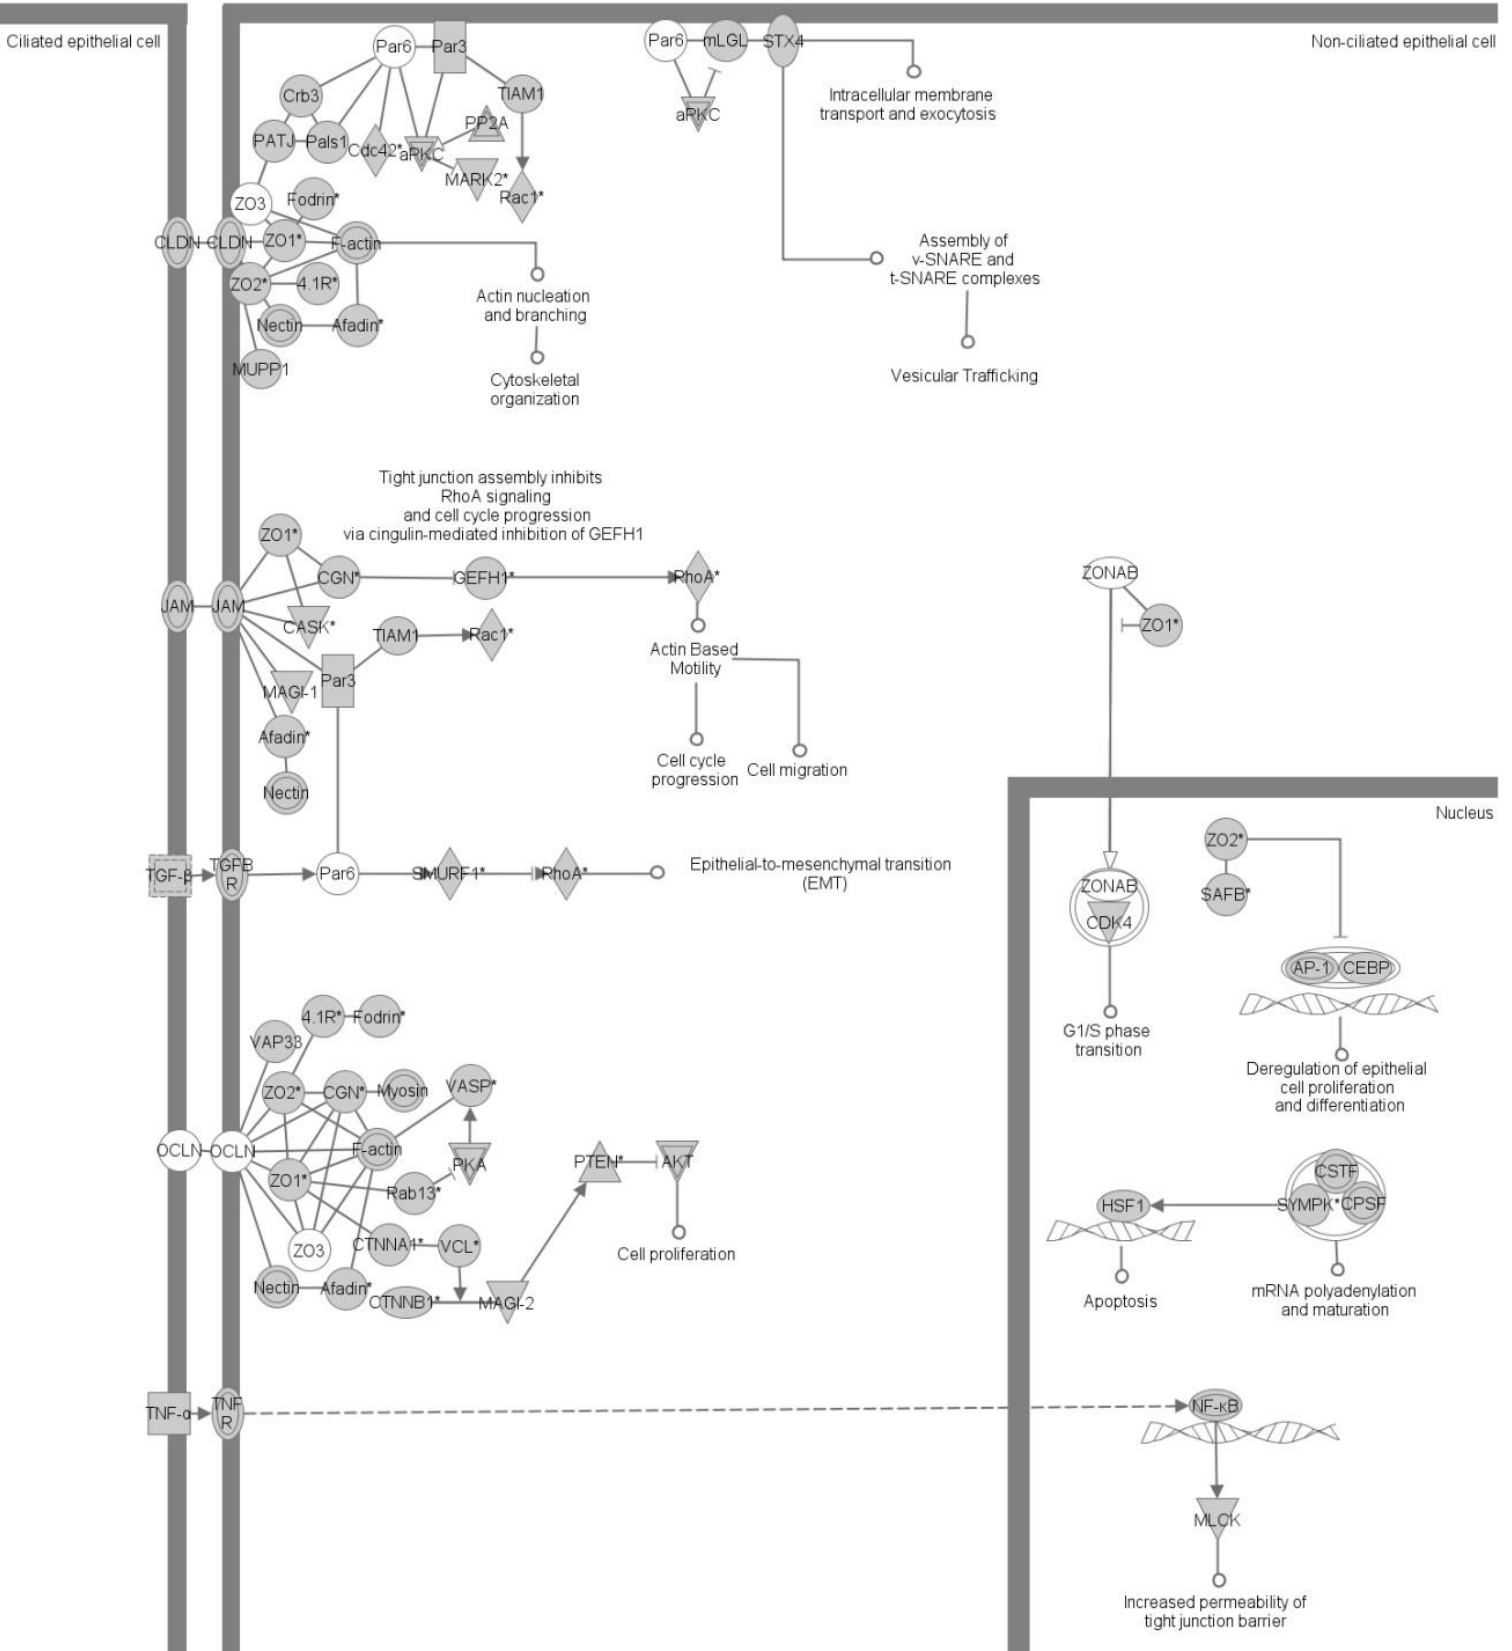 Ciliated epithelial cell
Non-ciliated epithelial cell
Par6
Par3
Crb3
TIAM1
PATJ
Pals1
Cdc42*
aPKC
PP2A
MARK2*
Rac1*
Par6
mLGL
STX4
aPKC
Intracellular membrane
transport and exocytosis
ZO3
Fodrin*
CLDN
CLDN
ZO1*
F-actin
ZO2*
4.1R*
Nectin
Afadin*
MUPP1
Actin nucleation
and branching
Cytoskeletal
organization
Assembly of
v-SNARE and
t-SNARE complexes
Vesicular Trafficking
Tight junction assembly inhibits
RhoA signaling
and cell cycle progression
via cingulin-mediated inhibition of GEFH1
ZO1*
CGN*
GEFH1*
RhoA*
JAM
JAM
CASK*
TIAM1
Rac1*
MAGI-1
Par3
Afadin*
Nectin
Actin Based
Motility
Cell cycle
progression
Cell migration
ZONAB
ZO1*
Nucleus
TGF-β
TGFB
R
Par6
SMURF1*
RhoA*
Epithelial-to-mesenchymal transition
(EMT)
ZONAB
CDK4
G1/S phase
transition
ZO2*
SAFB*
AP-1
CEBP
Deregulation of epithelial
cell proliferation
and differentiation
4.1R*
Fodrin*
VAP33
ZO2*
CGN*
Myosin
VASP*
OCLN
OCLN
F-actin
PKA
ZO1*
Rab13*
PTEN*
AKT
ZO3
CTNNA1*
VCL*
Cell proliferation
Nectin
Afadin*
CTNNB1*
MAGI-2
HSF1
CSTF
SYMPK*
CPSF
Apoptosis
mRNA polyadenylation
and maturation
TNF-α
TNF
R
NF-κB
MLCK
Increased permeability of
tight junction barrier